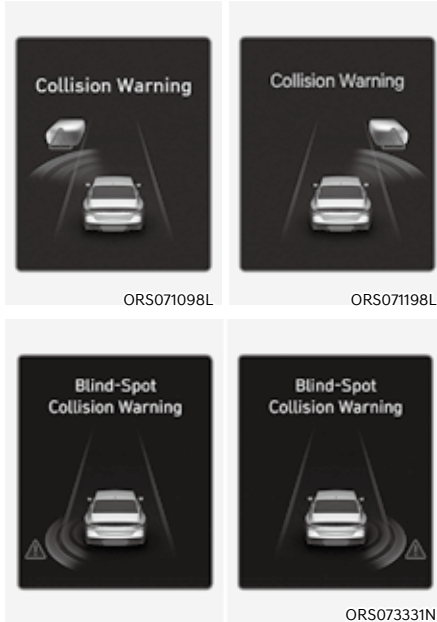 Collision Warning
ORS071098L
Collision Warning
ORS071198L
Blind-Spot
Collision Warning
Blind-Spot
Collision Warning
ORS073331N